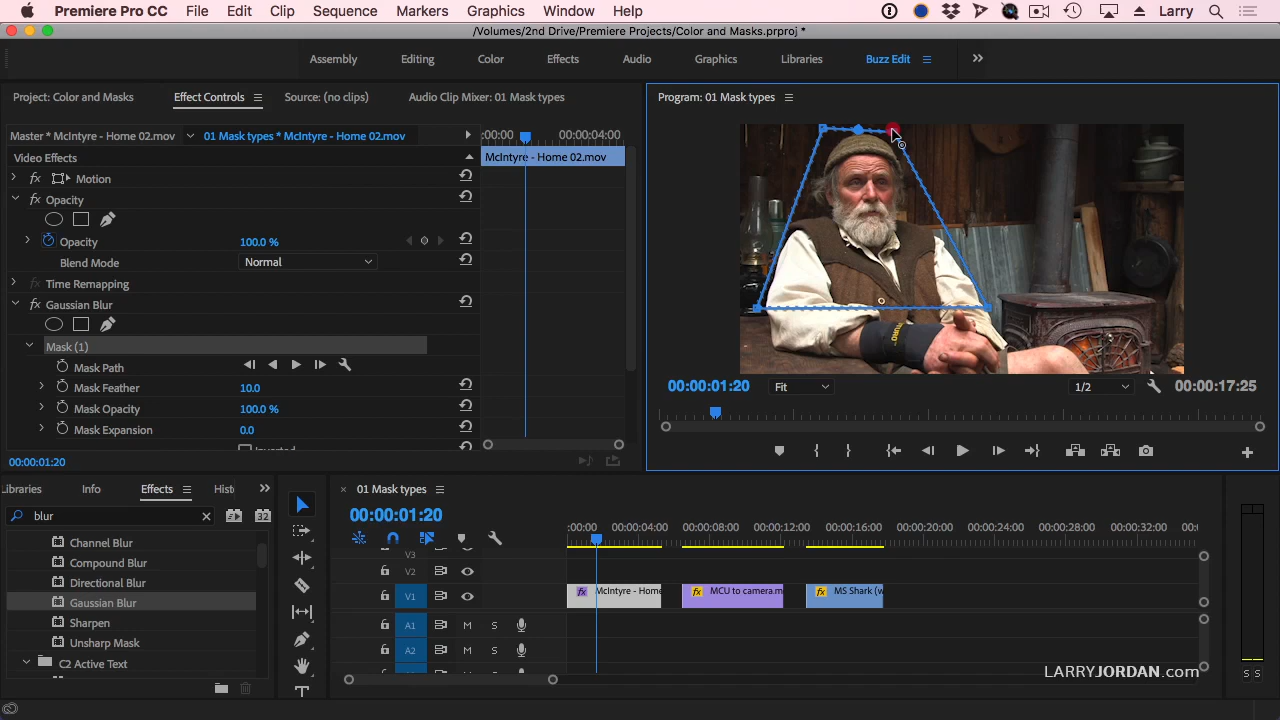 Premiere Pro CC File Edit Clip Sequence Markers Graphics Window Help Larry
/Volumes/2nd Drive/Premiere Projects/Color and Masks.prproj *
Assembly Editing Color Effects Audio Graphics Libraries Buzz Edit
Project: Color and Masks Effect Controls Source: (no clips) Audio Clip Mixer: 01 Mask types
Master * McIntyre - Home 02.mov 01 Mask types * McIntyre - Home 02.mov :00:00 00:00:04:00
Video Effects McIntyre - Home 02.mov
Motion
Opacity
Opacity 100.0 %
Blend Mode Normal
Time Remapping
Gaussian Blur
Mask (1)
Mask Path
Mask Feather 10.0
Mask Opacity 100.0 %
Mask Expansion 0.0
Inverted
00:00:01:20
Program: 01 Mask types
00:00:01:20 Fit 1/2 00:00:17:25
Libraries Info Effects Hist
blur 32
Channel Blur
Compound Blur
Directional Blur
Gaussian Blur
Sharpen
Unsharp Mask
C2 Active Text
01 Mask types
00:00:01:20
:00:00 00:00:04:00 00:00:08:00 00:00:12:00 00:00:16:00 00:00:20:00 00:00:24:00 00:00:28:00 00:00:32:00 00:0
V3
V2
V1 fx McIntyre - Home fx MCU to camera.m fx MS Shark (w
A1 M S
A2 M S
S S
LARRYJORDAN.com